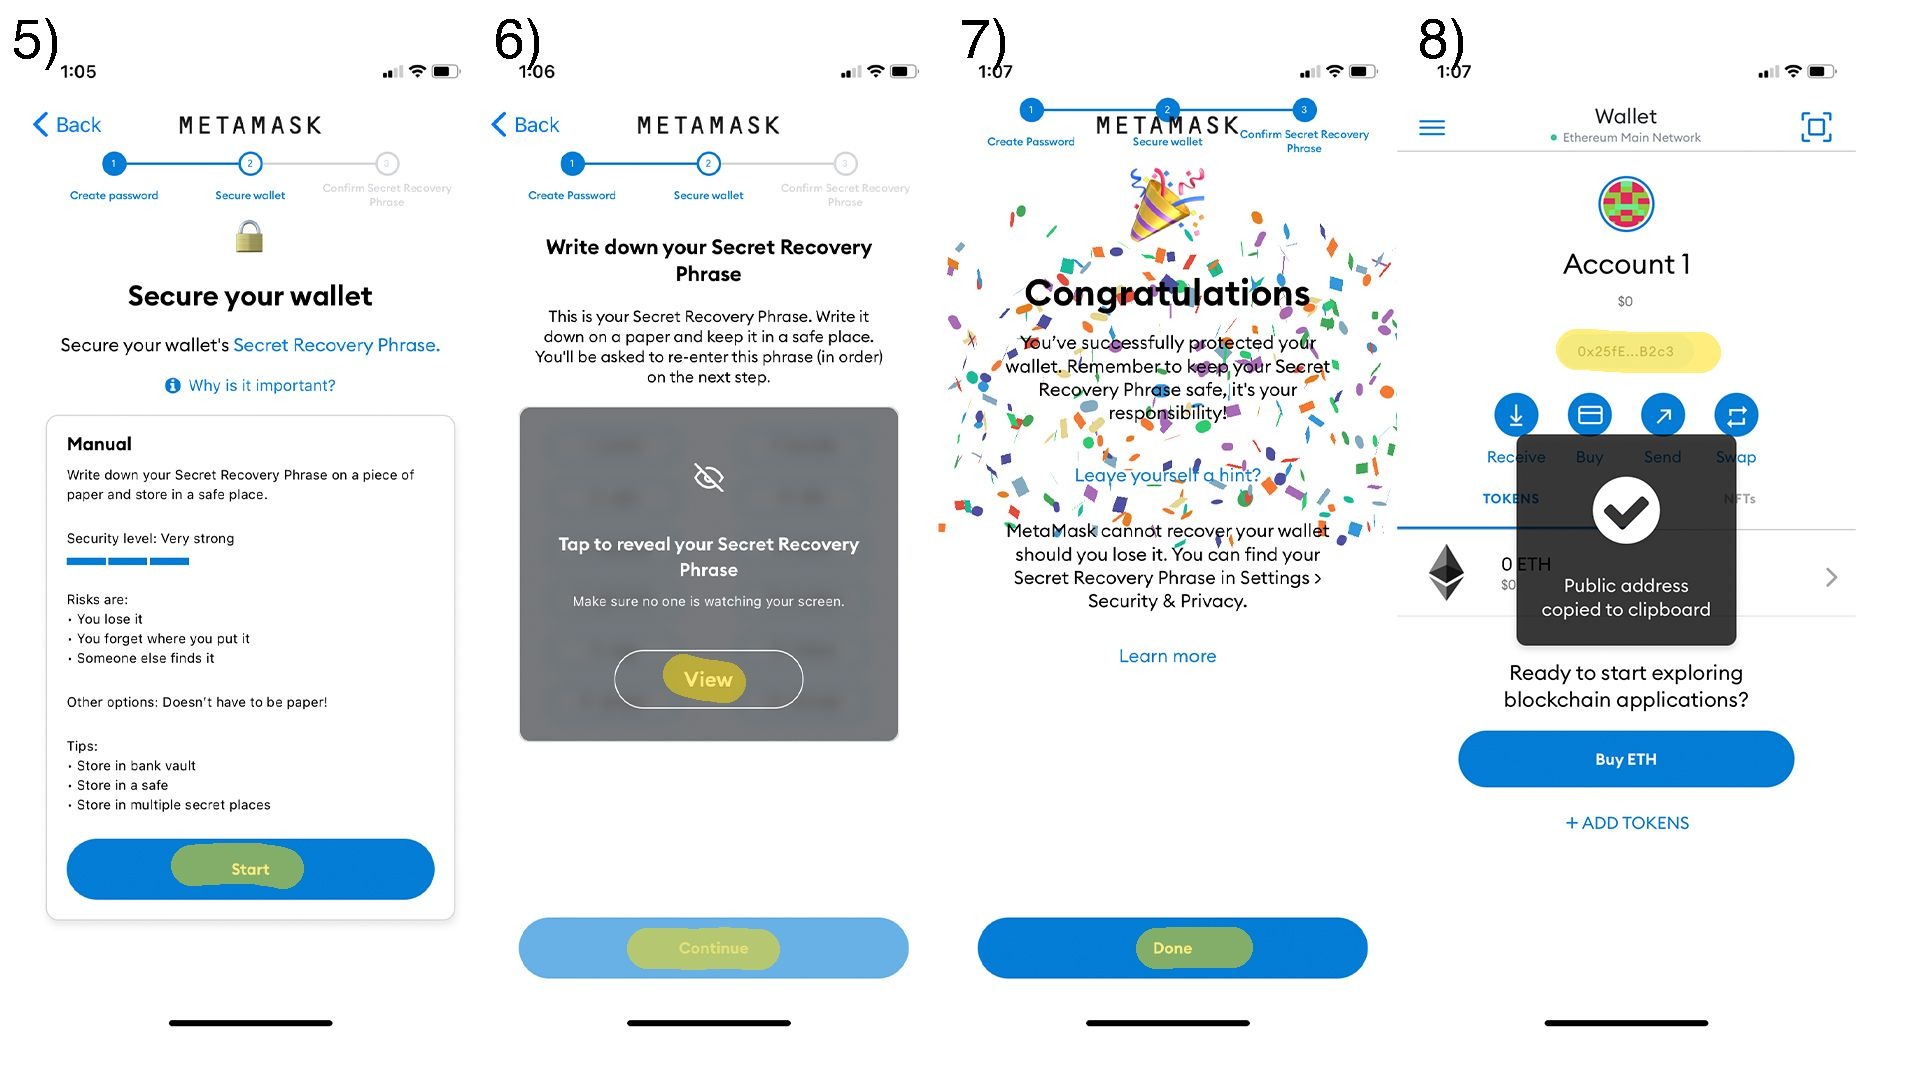 5)
1:05
Back
METAMASK
1
2
3
Create password
Secure wallet
Confirm Secret Recovery
Phrase
Secure your wallet
Secure your wallet's Secret Recovery Phrase.
Why is it important?
Manual
Write down your Secret Recovery Phrase on a piece of
paper and store in a safe place.
Security level: Very strong
Risks are:
• You lose it
• You forget where you put it
• Someone else finds it
Other options: Doesn't have to be paper!
Tips:
• Store in bank vault
• Store in a safe
• Store in multiple secret places
Start
6)
1:06
Back
METAMASK
1
2
3
Create Password
Secure wallet
Confirm Secret Recovery
Phrase
Write down your Secret Recovery
Phrase
This is your Secret Recovery Phrase. Write it
down on a paper and keep it in a safe place.
You'll be asked to re-enter this phrase (in order)
on the next step.
Tap to reveal your Secret Recovery
Phrase
Make sure no one is watching your screen.
View
Continue
7)
1:07
1
2
3
METAMASK
Create Password
Secure wallet
Confirm Secret Recovery
Phrase
Congratulations
You've successfully protected your
wallet. Remember to keep your Secret
Recovery Phrase safe, it's your
responsibility!
Leave yourself a hint?
MetaMask cannot recover your wallet
should you lose it. You can find your
Secret Recovery Phrase in Settings >
Security & Privacy.
Learn more
Done
8)
1:07
Wallet
Ethereum Main Network
Account 1
$0
0x25fE...B2c3
Receive
Buy
Send
Swap
TOKENS
NFTs
0 ETH
$0
Public address
copied to clipboard
Ready to start exploring
blockchain applications?
Buy ETH
+ ADD TOKENS